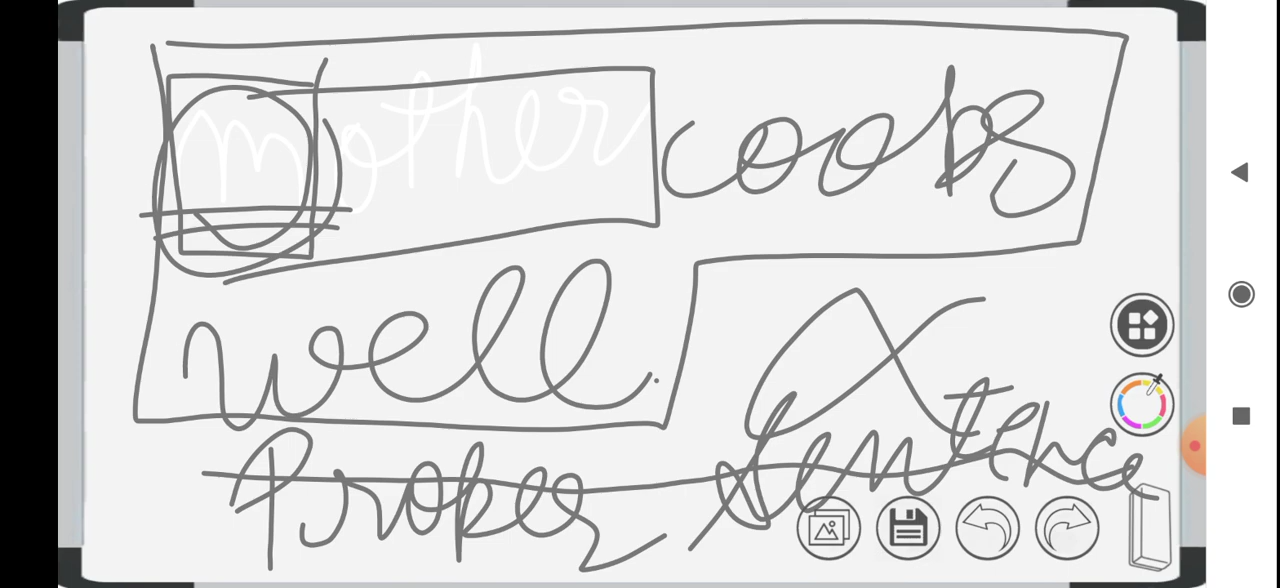 mother cooks
well.
α
Proper sentence